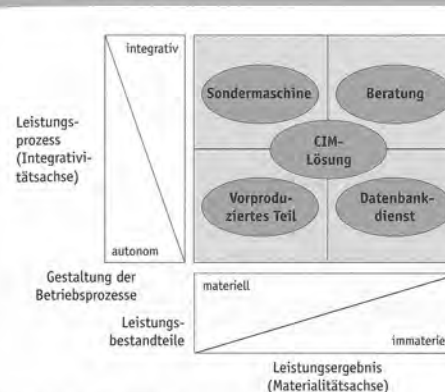 integrativ
Leistungs-
prozess
(Integrativi-
tätsachse)
autonom
Gestaltung der
Betriebsprozesse
Sondermaschine
Beratung
CIM-
Lösung
Vorprodu-
ziertes Teil
Datenbank-
dienst
materiell
Leistungs-
bestandteile
immaterie
Leistungsergebnis
(Materialitätsachse)